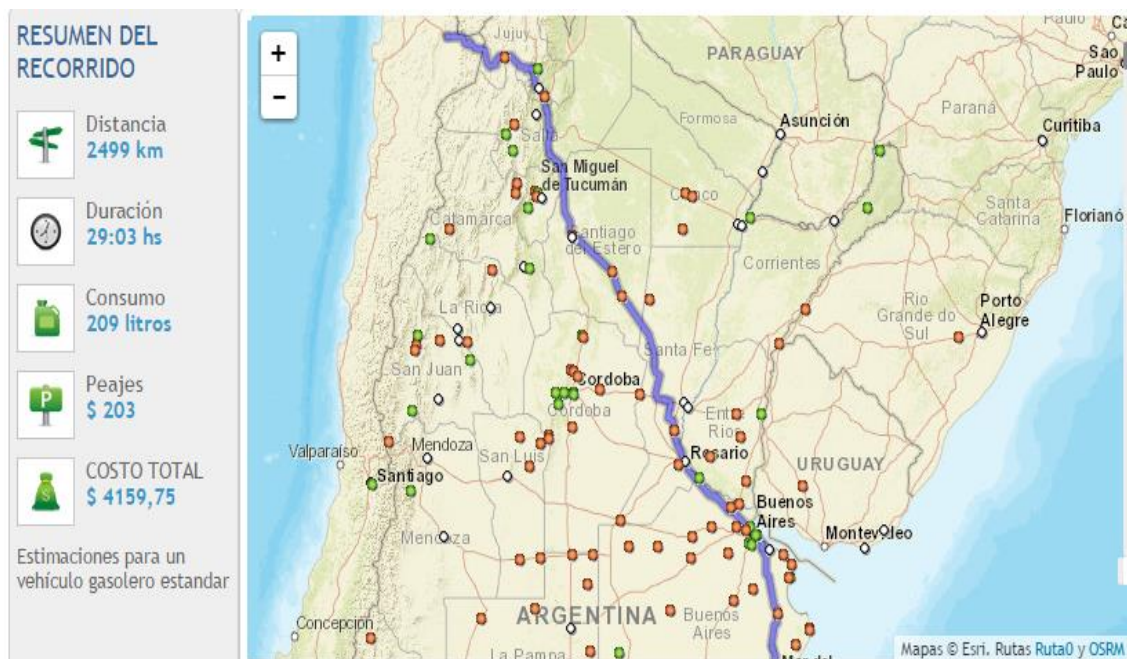 RESUMEN DEL
RECORRIDO
Distancia
2499 km
Duración
29:03 hs
Consumo
209 litros
P
Peajes
$ 203
$
COSTO TOTAL
$ 4159,75
Estimaciones para un
vehículo gasolero estandar
+
−
Jujuy
PARAGUAY
Paulo
Sao
Paulo
Paraná
Formosa
Asunción
Curitiba
Salta
San Miguel
de Tucumán
Chaco
Santa
Catarina
Florianó
Catamarca
Santiago
del Estero
Corrientes
La Rioja
Rio
Grande do
Sul
Porto
Alegre
Santa Fe
San Juan
Cordoba
Córdoba
Entre
Rios
Valparaíso
Mendoza
San Luis
Rosario
URUGUAY
Santiago
Buenos
Aires
Mendoza
Montevideo
Concepción
ARGENTINA
Buenos
Aires
La Pampa
Mapas © Esri. Rutas Ruta0 y OSRM